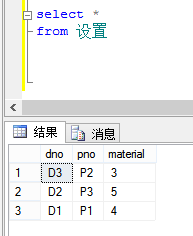 select *
from 设置
结果 消息
dno pno material
1 D3 P2 3
2 D2 P3 5
3 D1 P1 4